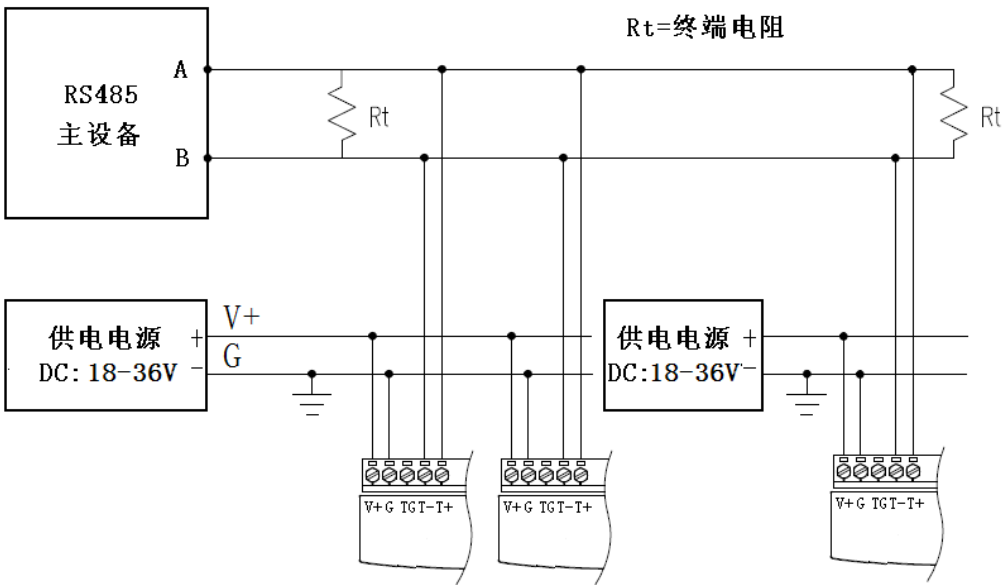 Rt=终端电阻
A
RS485
主设备
Rt
Rt
B
V+
供电电源 +
DC: 18-36V -
G
供电电源 +
DC:18-36V -
V+ G TG T- T+
V+ G TG T- T+
V+ G TG T- T+